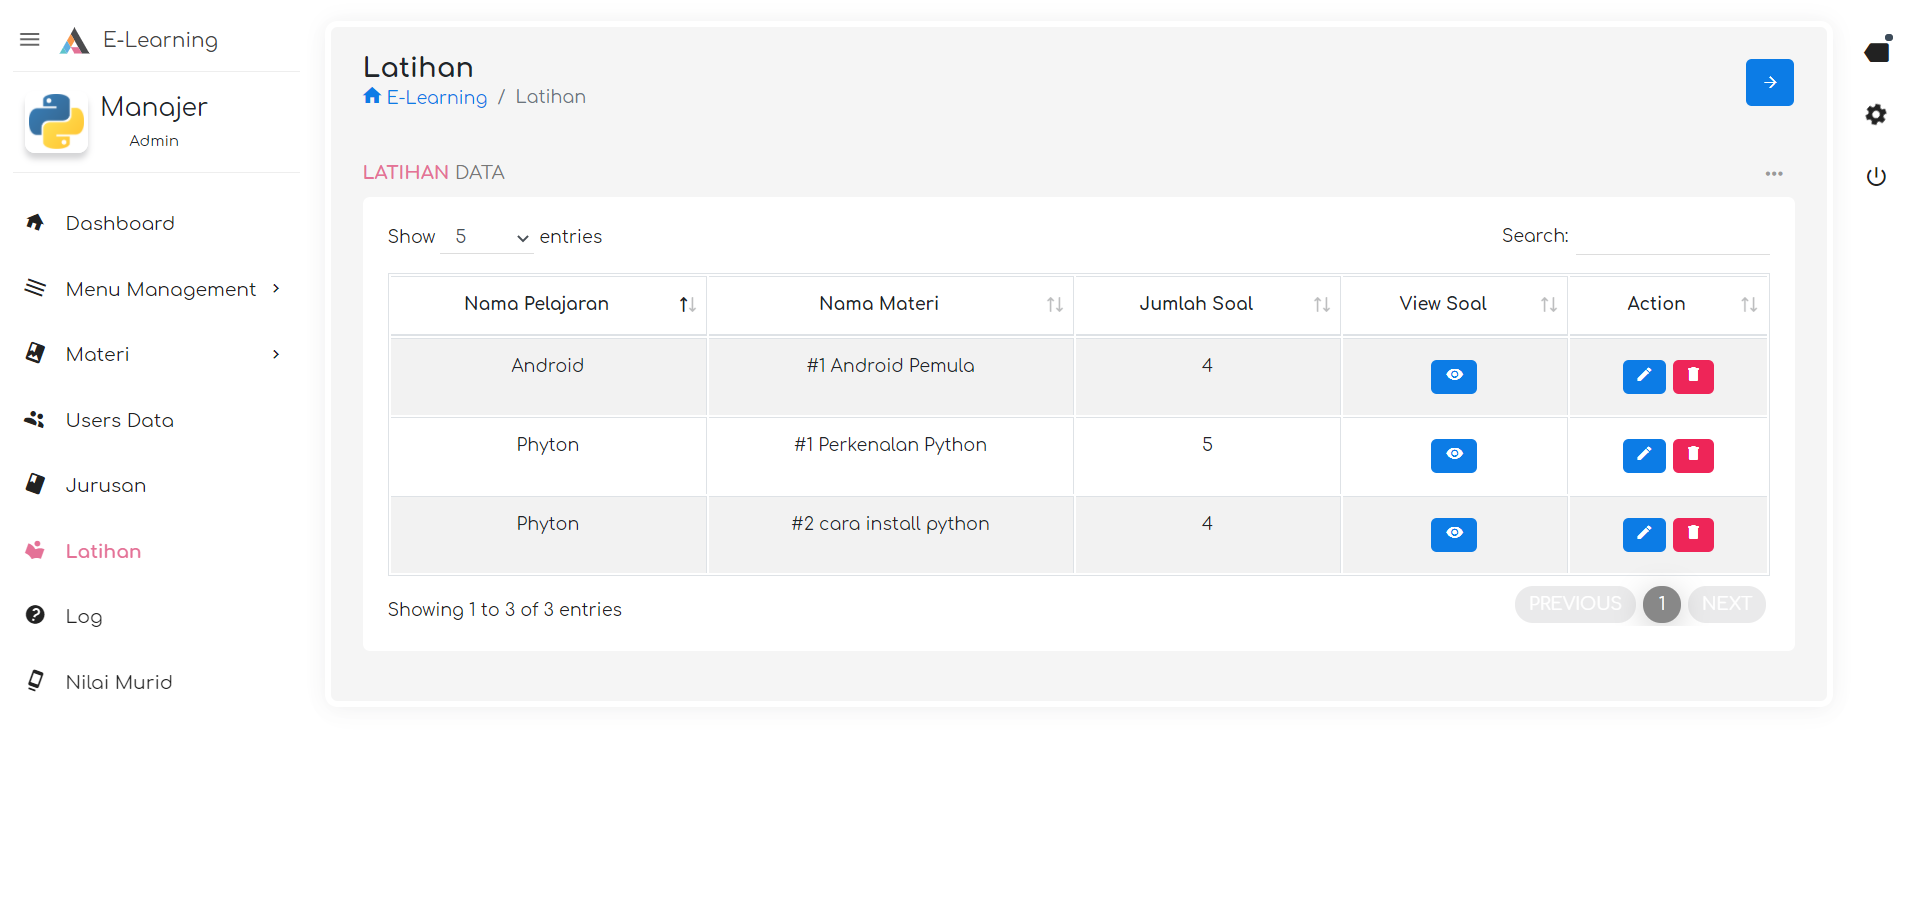 E-Learning
Manajer
Admin
Dashboard
Menu Management
Materi
Users Data
Jurusan
Latihan
Log
Nilai Murid
Latihan
E-Learning / Latihan
LATIHAN DATA
Show 5 entries
Search:
Nama Pelajaran Nama Materi Jumlah Soal View Soal Action
Android #1 Android Pemula 4
Phyton #1 Perkenalan Python 5
Phyton #2 cara install python 4
Showing 1 to 3 of 3 entries
PREVIOUS 1 NEXT